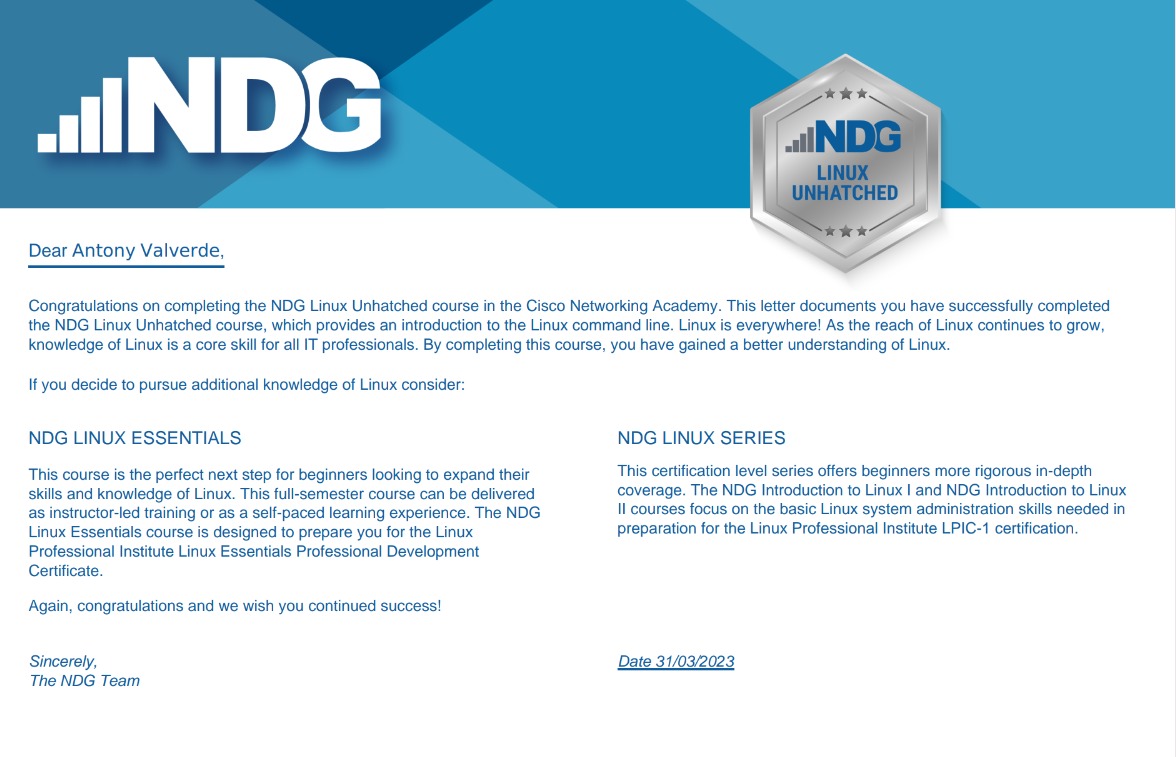 NDG
NDG
LINUX
UNHATCHED
Dear Antony Valverde,
Congratulations on completing the NDG Linux Unhatched course in the Cisco Networking Academy. This letter documents you have successfully completed
the NDG Linux Unhatched course, which provides an introduction to the Linux command line. Linux is everywhere! As the reach of Linux continues to grow,
knowledge of Linux is a core skill for all IT professionals. By completing this course, you have gained a better understanding of Linux.
If you decide to pursue additional knowledge of Linux consider:
NDG LINUX ESSENTIALS
This course is the perfect next step for beginners looking to expand their
skills and knowledge of Linux. This full-semester course can be delivered
as instructor-led training or as a self-paced learning experience. The NDG
Linux Essentials course is designed to prepare you for the Linux
Professional Institute Linux Essentials Professional Development
Certificate.
Again, congratulations and we wish you continued success!
NDG LINUX SERIES
This certification level series offers beginners more rigorous in-depth
coverage. The NDG Introduction to Linux I and NDG Introduction to Linux
II courses focus on the basic Linux system administration skills needed in
preparation for the Linux Professional Institute LPIC-1 certification.
Sincerely,
The NDG Team
Date 31/03/2023